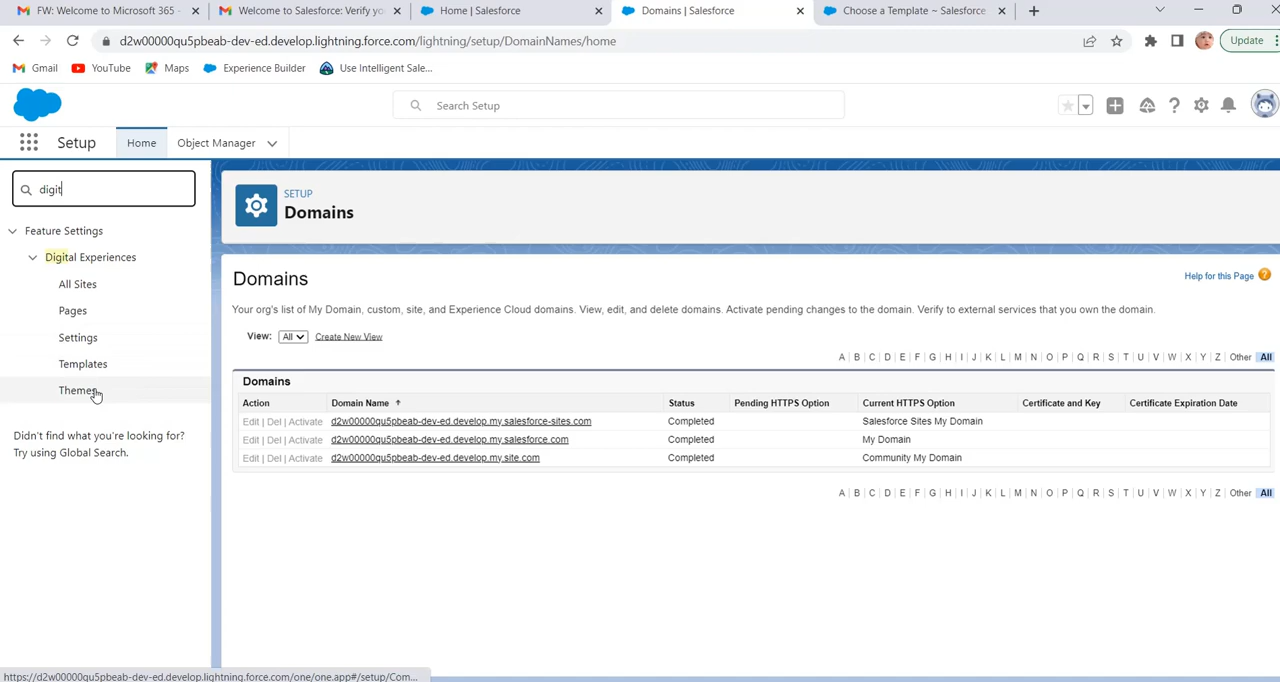 FW: Welcome to Microsoft 365 -
Welcome to Salesforce: Verify yo
Home | Salesforce
Domains | Salesforce
Choose a Template ~ Salesforce
d2w00000qu5pbeab-dev-ed.develop.lightning.force.com/lightning/setup/DomainNames/home
Update
Gmail YouTube Maps Experience Builder Use Intelligent Sale...
Search Setup
Setup Home Object Manager
digit
Feature Settings
Digital Experiences
All Sites
Pages
Settings
Templates
Themes
Didn't find what you're looking for?
Try using Global Search.
SETUP
Domains
Domains
Help for this Page ?
Your org's list of My Domain, custom, site, and Experience Cloud domains. View, edit, and delete domains. Activate pending changes to the domain. Verify to external services that you own the domain.
View: All Create New View
A | B | C | D | E | F | G | H | I | J | K | L | M | N | O | P | Q | R | S | T | U | V | W | X | Y | Z | Other | All
Domains
Action Domain Name ↑ Status Pending HTTPS Option Current HTTPS Option Certificate and Key Certificate Expiration Date
Edit | Del | Activate d2w00000qu5pbeab-dev-ed.develop.my.salesforce-sites.com Completed Salesforce Sites My Domain
Edit | Del | Activate d2w00000qu5pbeab-dev-ed.develop.my.salesforce.com Completed My Domain
Edit | Del | Activate d2w00000qu5pbeab-dev-ed.develop.my.site.com Completed Community My Domain
A | B | C | D | E | F | G | H | I | J | K | L | M | N | O | P | Q | R | S | T | U | V | W | X | Y | Z | Other | All
https://d2w00000qu5pbeab-dev-ed.develop.lightning.force.com/one/one.app#/setup/Com...